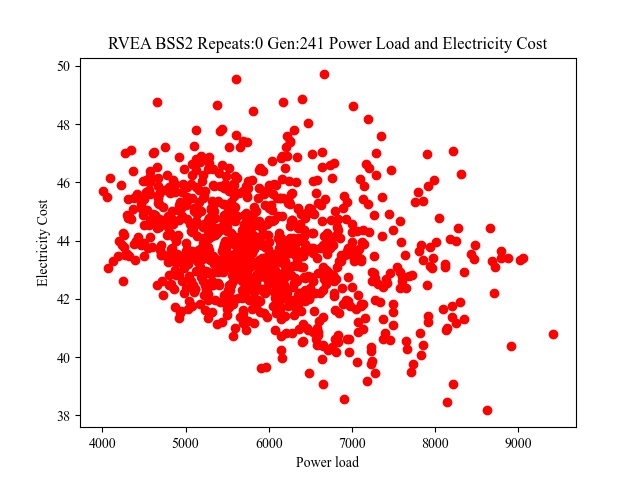 RVEA BSS2 Repeats:0 Gen:241 Power Load and Electricity Cost
50
48
46
44
42
40
38
Electricity Cost
4000 5000 6000 7000 8000 9000
Power load